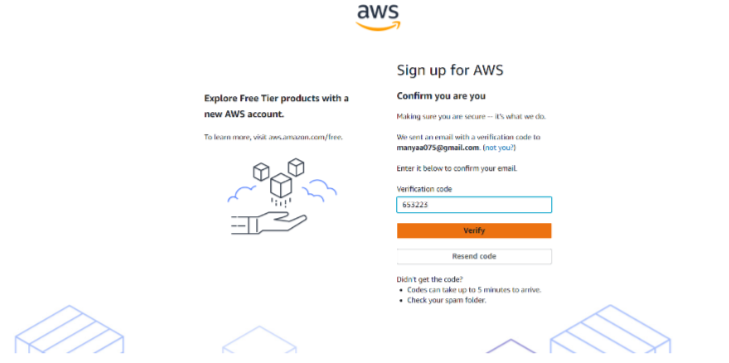 aws
Sign up for AWS
Explore Free Tier products with a
new AWS account.
To learn more, visit aws.amazon.com/free.
Confirm you are you
Making sure you are secure -- it's what we do.
We sent an email with a verification code to
manyaa075@gmail.com. (not you?)
Enter it below to confirm your email.
Verification code
653223
Verify
Resend code
Didn't get the code?
• Codes can take up to 5 minutes to arrive.
• Check your spam folder.